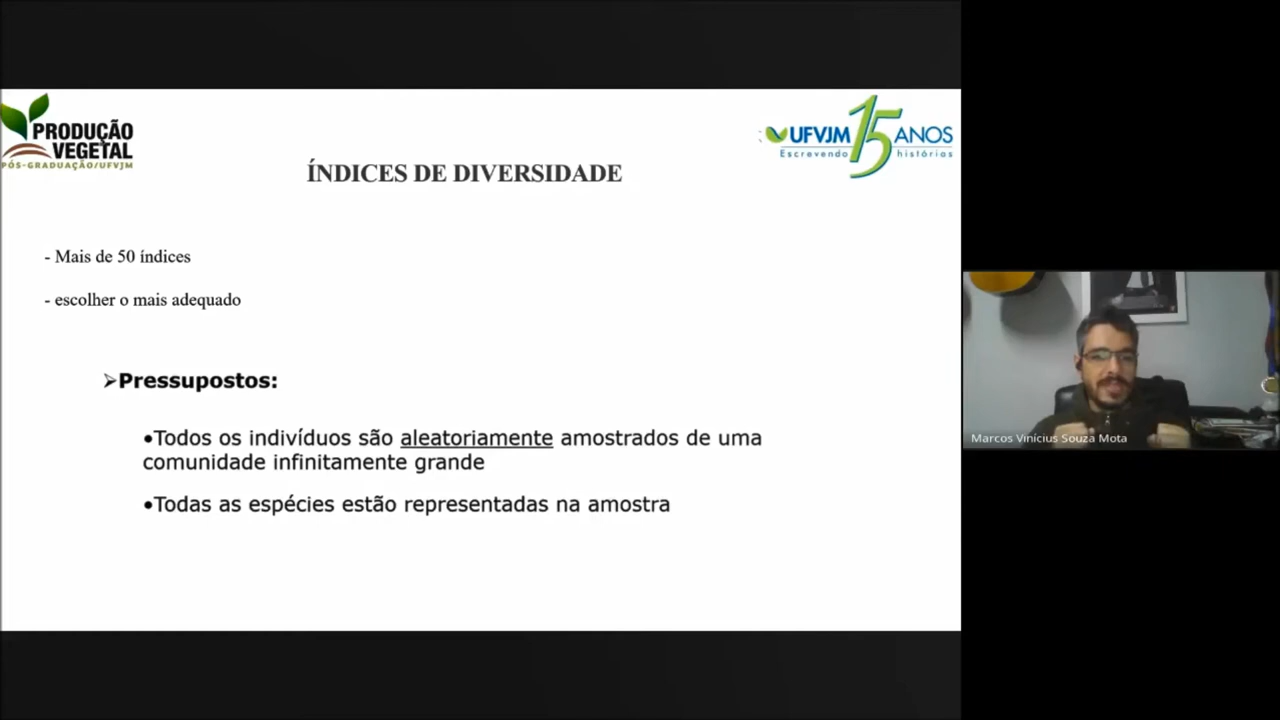 PRODUÇÃO
VEGETAL
PÓS-GRADUAÇÃO/UFVJM
UFVJM 15 ANOS
Escrevendo histórias
ÍNDICES DE DIVERSIDADE
- Mais de 50 índices
- escolher o mais adequado
➢Pressupostos:
•Todos os indivíduos são aleatoriamente amostrados de uma
comunidade infinitamente grande
•Todas as espécies estão representadas na amostra
Marcos Vinícius Souza Mota